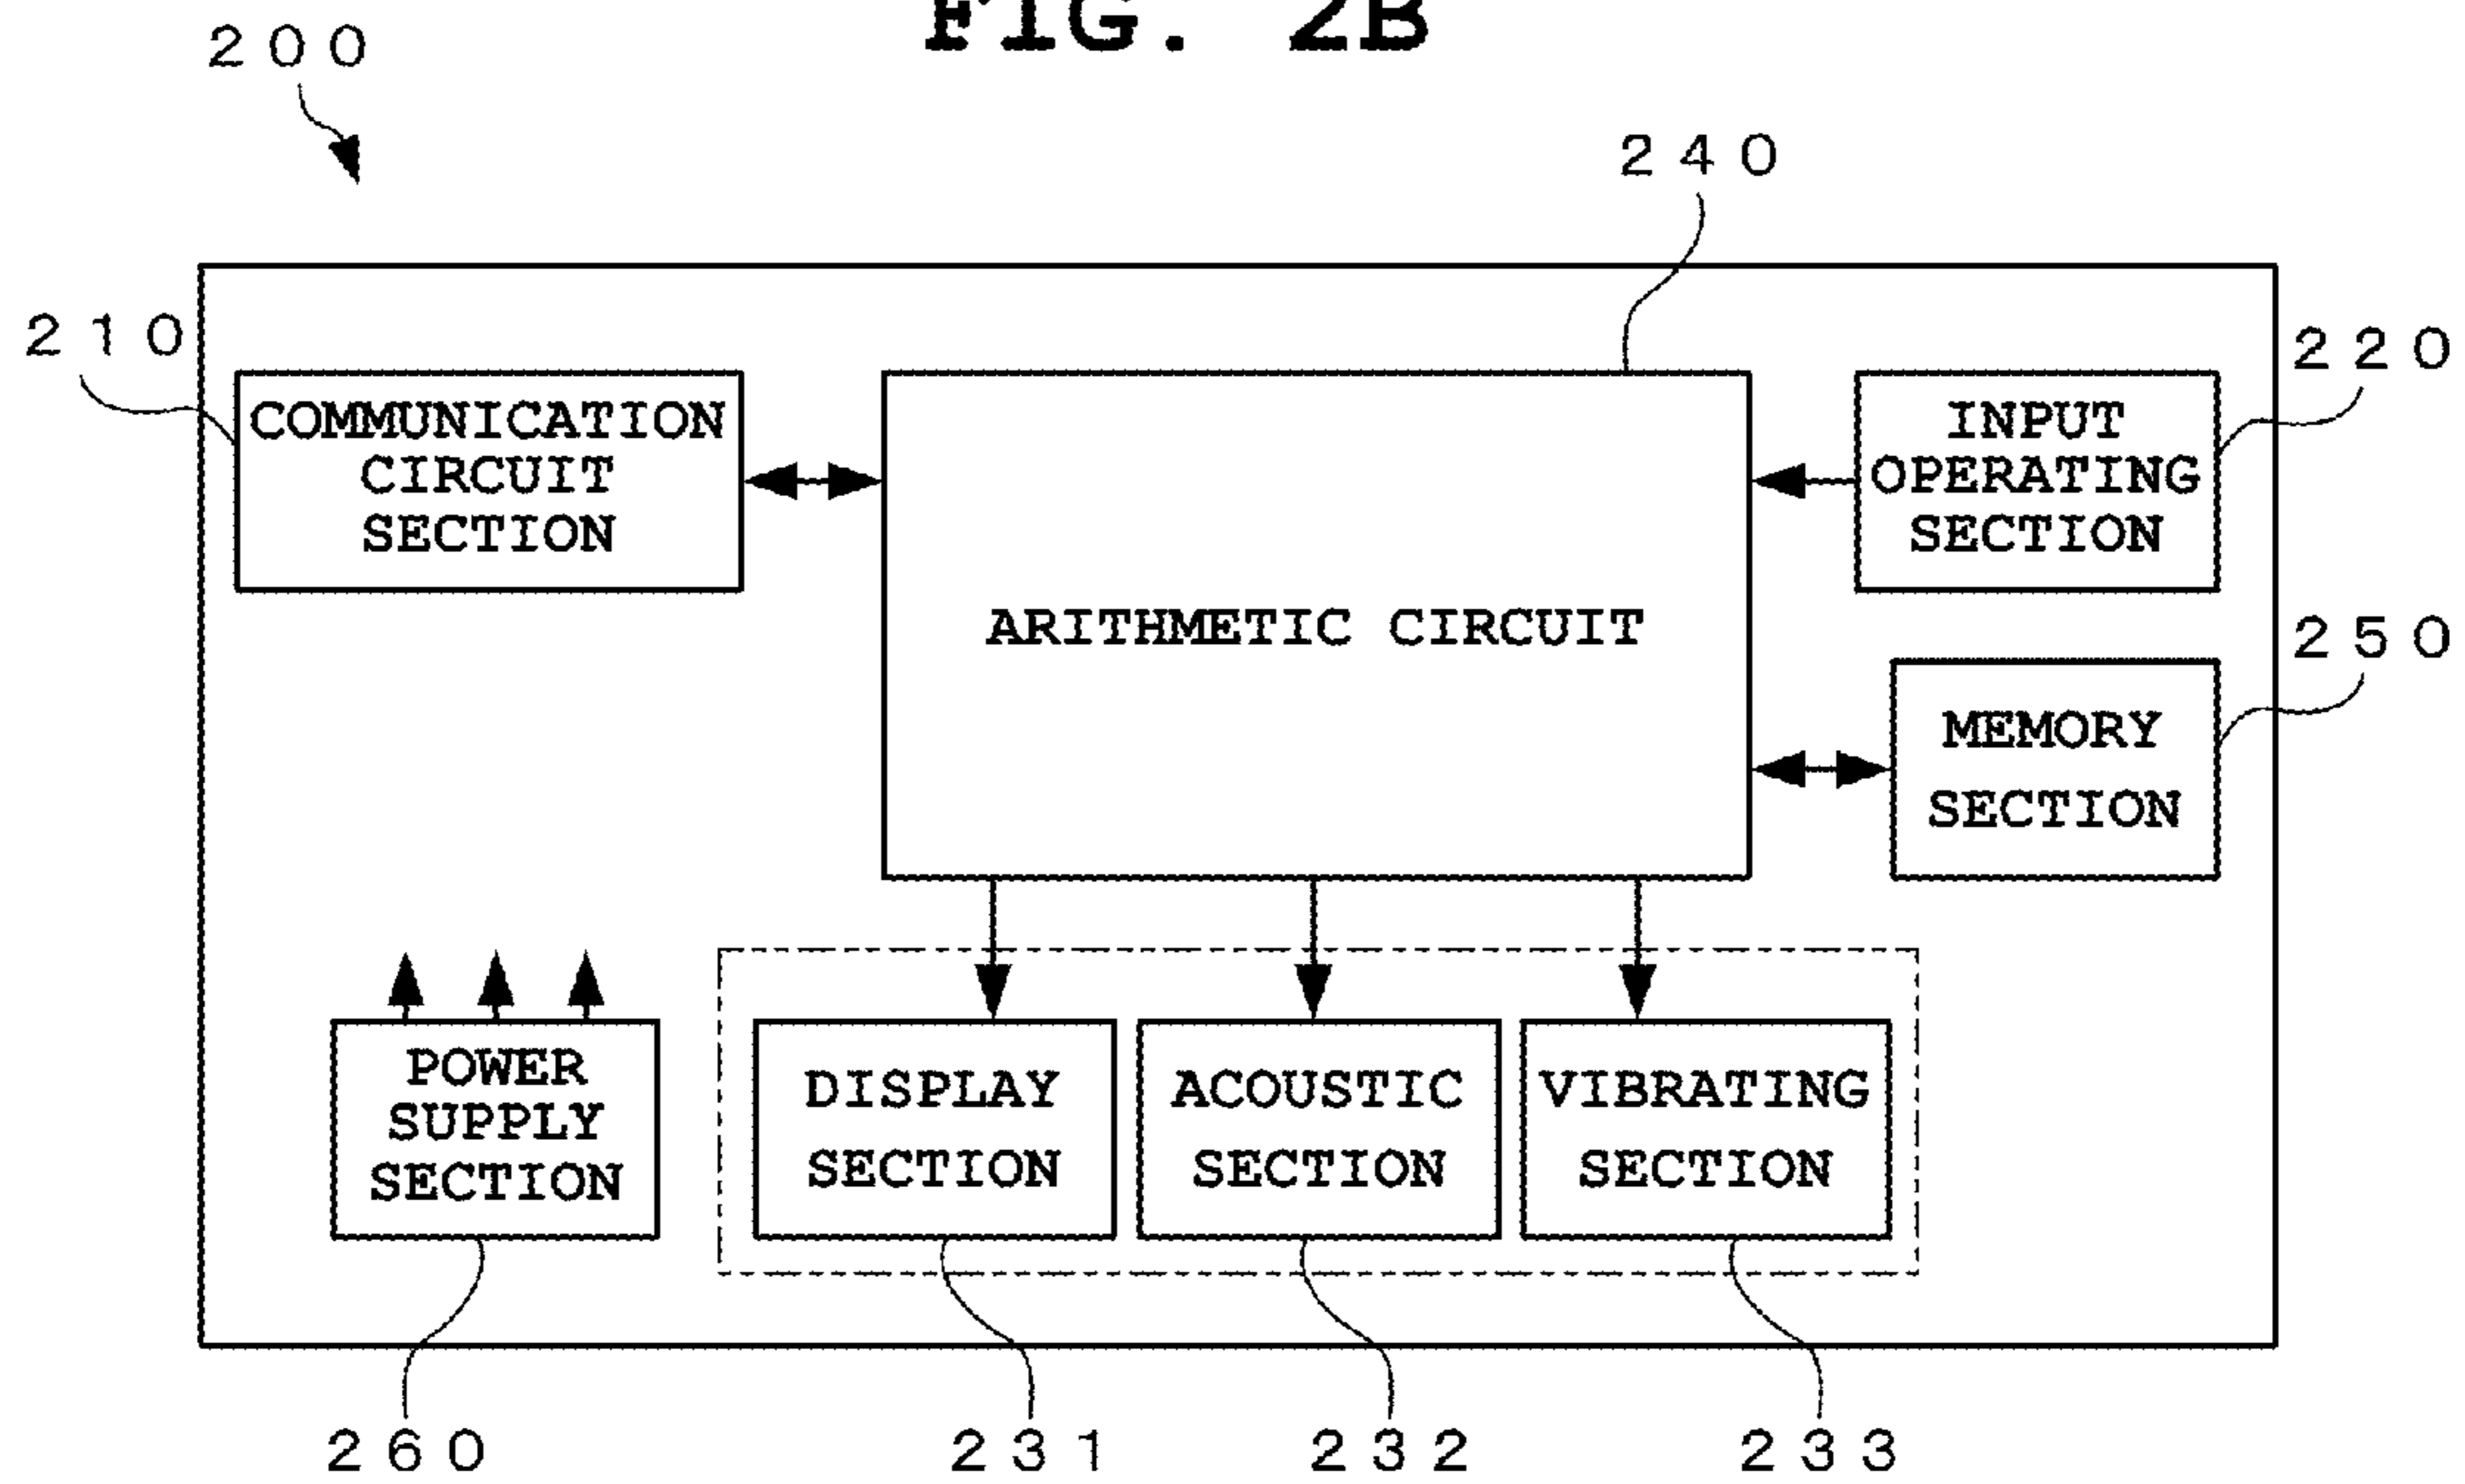 FIG. 2B
200
240
210
220
COMMUNICATION
CIRCUIT
SECTION
ARITHMETIC CIRCUIT
INPUT
OPERATING
SECTION
250
MEMORY
SECTION
POWER
SUPPLY
SECTION
DISPLAY
SECTION
ACOUSTIC
SECTION
VIBRATING
SECTION
260
231
232
233